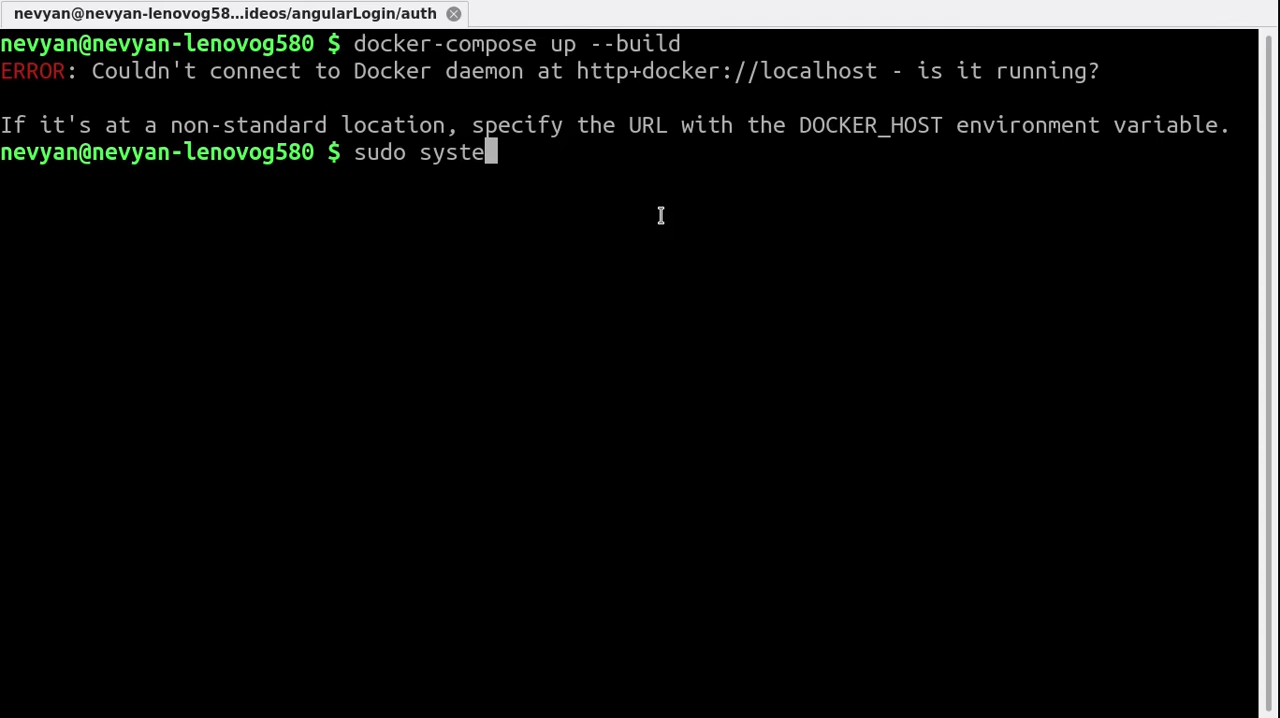 nevyan@nevyan-lenovog58...ideos/angularLogin/auth
nevyan@nevyan-lenovog580 $ docker-compose up --build
ERROR: Couldn't connect to Docker daemon at http+docker://localhost - is it running?
If it's at a non-standard location, specify the URL with the DOCKER_HOST environment variable.
nevyan@nevyan-lenovog580 $ sudo syste